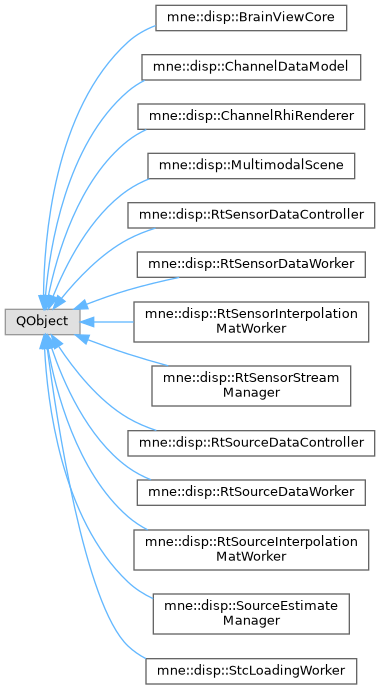 mne::disp::BrainViewCore
mne::disp::ChannelDataModel
mne::disp::ChannelRhiRenderer
mne::disp::MultimodalScene
mne::disp::RtSensorDataController
mne::disp::RtSensorDataWorker
QObject
mne::disp::RtSensorInterpolation
MatWorker
mne::disp::RtSensorStream
Manager
mne::disp::RtSourceDataController
mne::disp::RtSourceDataWorker
mne::disp::RtSourceInterpolation
MatWorker
mne::disp::SourceEstimate
Manager
mne::disp::StcLoadingWorker